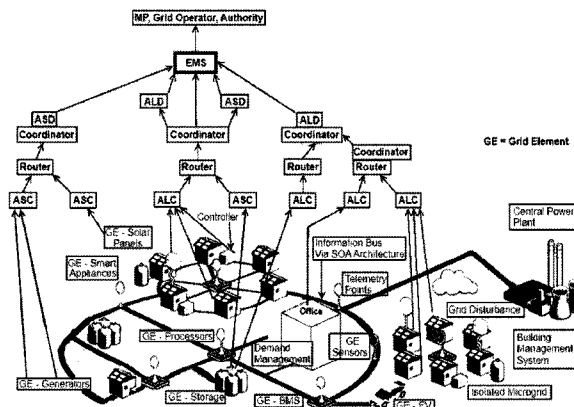 MP, Grid Operator, Authority
EMS
ALD
ASD
ALD
ASD
Coordinator
Coordinator
Coordinator
Coordinator
GE = Grid Element
Router
Router
Router
Router
ASC
ASC
ALC
ASC
ALC
ALC
ALC
Controller
Central Power
Plant
GE - Solar
Panels
Information Bus
Via SOA Architecture
GE - Smart
Appliances
Telemetry
Points
Office
Grid Disturbance
GE - Processors
Demand
Management
GE
Sensors
Building
Management
System
GE - Generators
GE - Storage
GE - BMS
GE - EV
Isolated Microgrid